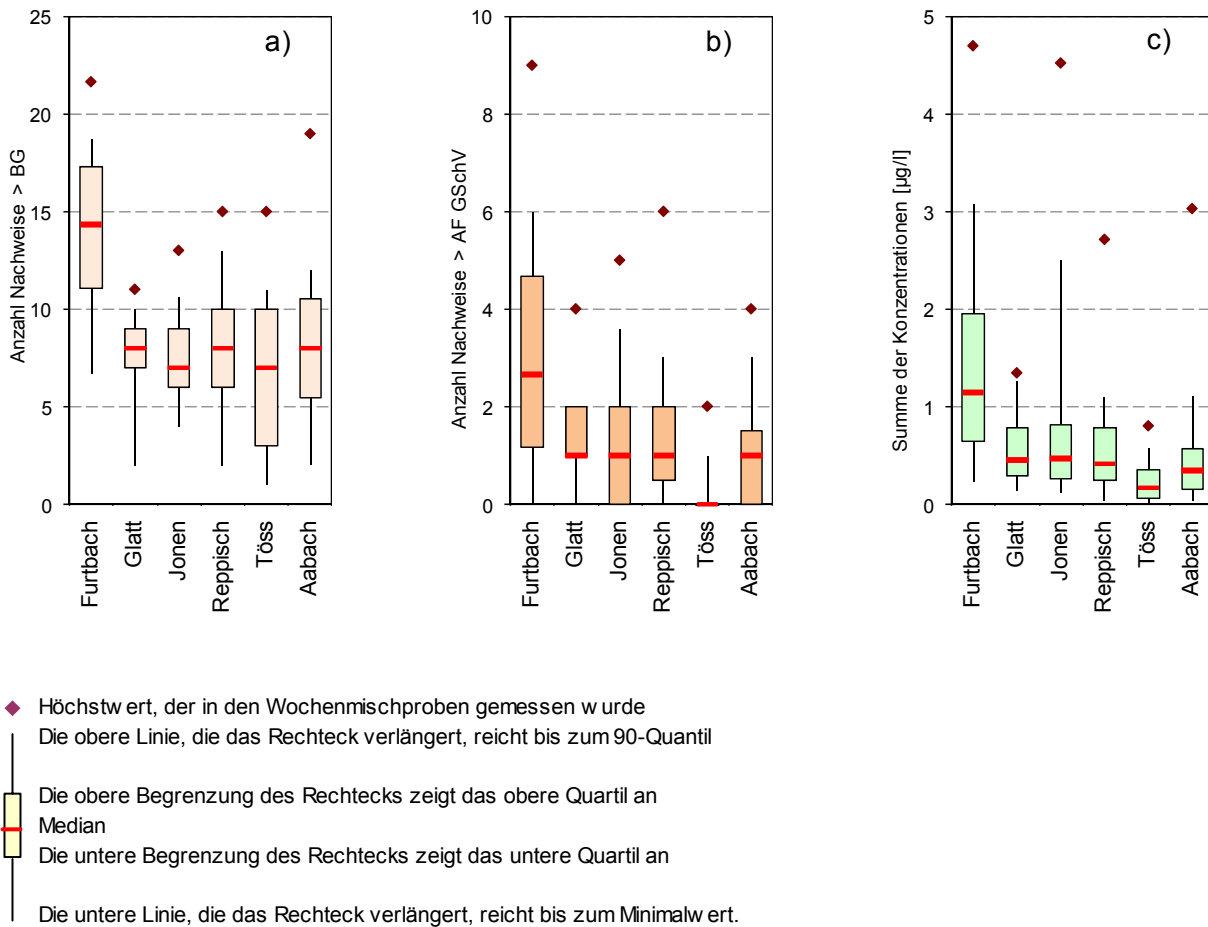 a)
Anzahl Nachweise > BG
25
20
15
10
5
0
Furtbach
Glatt
Jonen
Reppisch
Töss
Aabach
b)
Anzahl Nachweise > AF GSchV
10
8
6
4
2
0
Furtbach
Glatt
Jonen
Reppisch
Töss
Aabach
c)
Summe der Konzentrationen [µg/l]
5
4
3
2
1
0
Furtbach
Glatt
Jonen
Reppisch
Töss
Aabach
Höchstwert, der in den Wochenmischproben gemessen wurde
Die obere Linie, die das Rechteck verlängert, reicht bis zum 90-Quantil
Die obere Begrenzung des Rechtecks zeigt das obere Quartil an
Median
Die untere Begrenzung des Rechtecks zeigt das untere Quartil an
Die untere Linie, die das Rechteck verlängert, reicht bis zum Minimalwert.